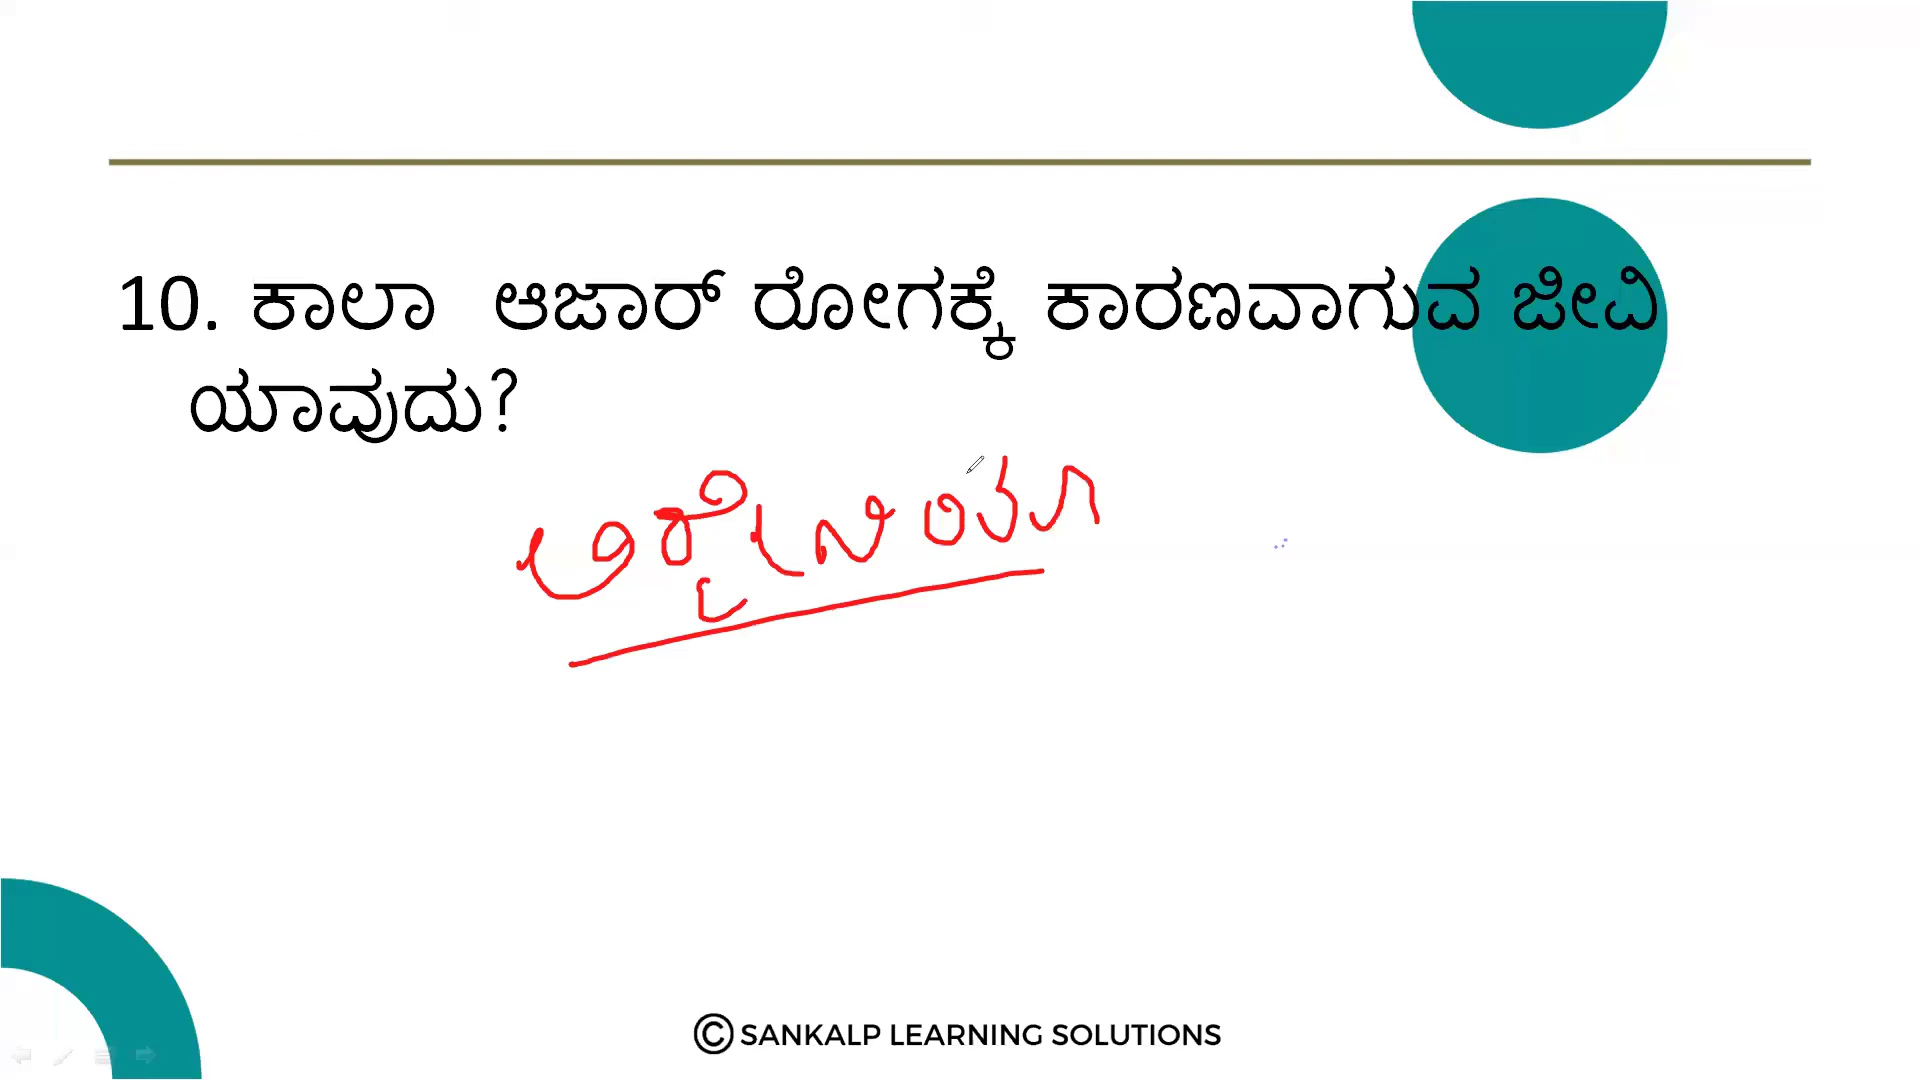 10. ಕಾಲಾ ಆಜಾರ್ ರೋಗಕ್ಕೆ ಕಾರಣವಾಗುವ ಜೀವಿ
ಯಾವುದು?
© SANKALP LEARNING SOLUTIONS